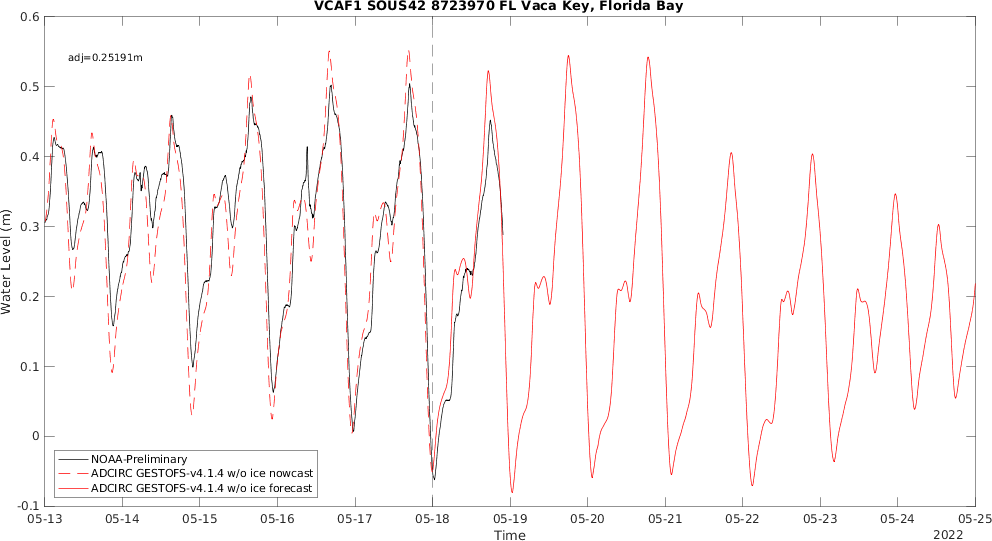 VCAF1 SOUS42 8723970 FL Vaca Key, Florida Bay
adj=0.25191m
0.6
0.5
0.4
0.3
0.2
0.1
0
-0.1
Water Level (m)
NOAA-Preliminary
ADCIRC GESTOFS-v4.1.4 w/o ice nowcast
ADCIRC GESTOFS-v4.1.4 w/o ice forecast
05-13 05-14 05-15 05-16 05-17 05-18 05-19 05-20 05-21 05-22 05-23 05-24 05-25
Time
2022